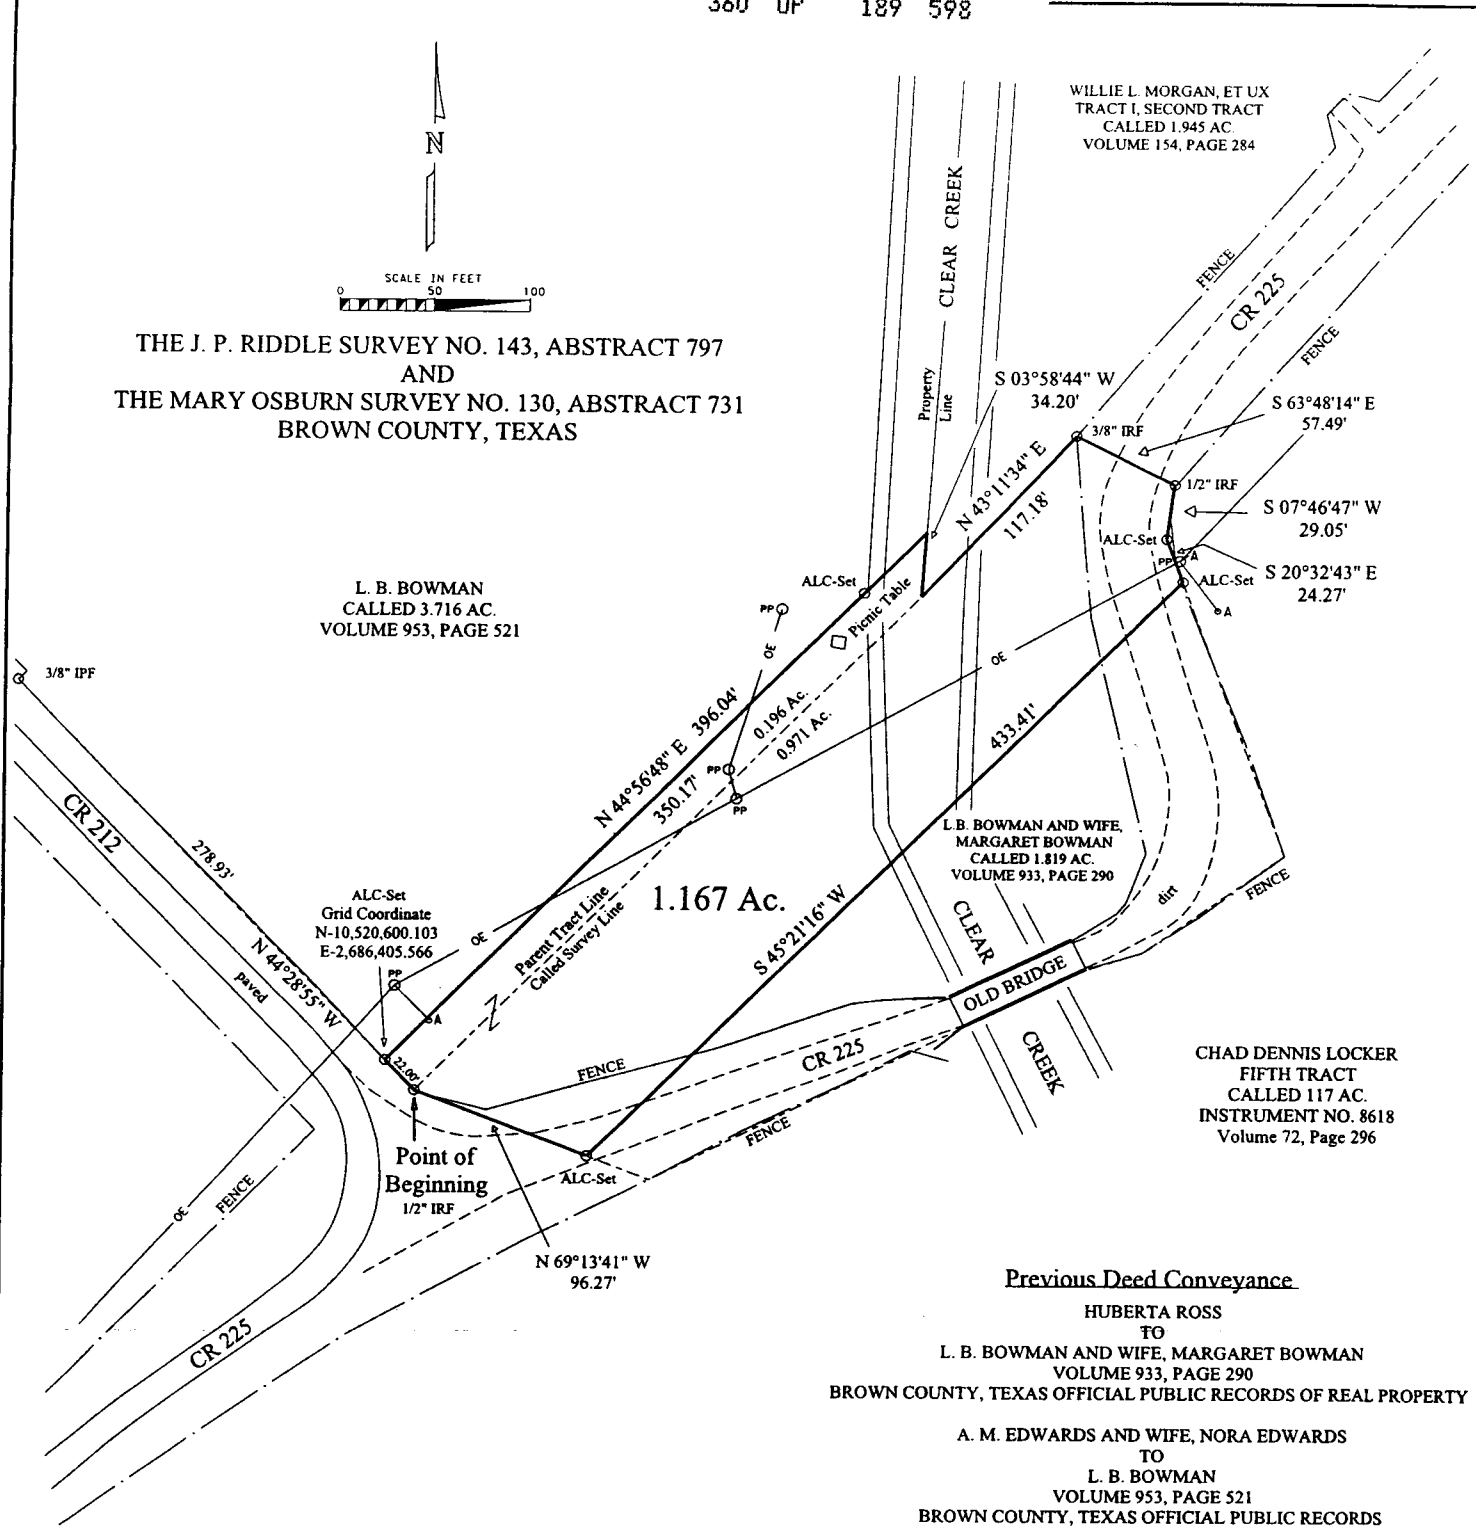 360 OP 189 598
WILLIE L. MORGAN, ET UX
TRACT I, SECOND TRACT
CALLED 1.945 AC.
VOLUME 154, PAGE 284
N
SCALE IN FEET
0 50 100
THE J. P. RIDDLE SURVEY NO. 143, ABSTRACT 797
AND
THE MARY OSBURN SURVEY NO. 130, ABSTRACT 731
BROWN COUNTY, TEXAS
CLEAR CREEK
Property
Line
FENCE
CR 225
FENCE
S 03°58'44" W
34.20'
S 63°48'14" E
57.49'
3/8" IRF
N 43°11'34" E
117.18'
1/2" IRF
S 07°46'47" W
29.05'
ALC-Set
PP
A
S 20°32'43" E
24.27'
ALC-Set
A
L. B. BOWMAN
CALLED 3.716 AC.
VOLUME 953, PAGE 521
ALC-Set
PP
Picnic Table
OE
OE
3/8" IPF
N 44°56'48" E 396.04'
0.196 Ac.
0.971 Ac.
350.17'
PP
PP
433.41'
CR 212
278.93'
L.B. BOWMAN AND WIFE,
MARGARET BOWMAN
CALLED 1.819 AC.
VOLUME 933, PAGE 290
1.167 Ac.
dirt
FENCE
ALC-Set
Grid Coordinate
N-10,520,600.103
E-2,686,405.566
Parent Tract Line
Called Survey Line
S 45°21'16" W
CLEAR
OE
PP
A
N 44°28'55" W
paved
OLD BRIDGE
CREEK
CR 225
FENCE
22.00'
FENCE
CHAD DENNIS LOCKER
FIFTH TRACT
CALLED 117 AC.
INSTRUMENT NO. 8618
Volume 72, Page 296
Point of
Beginning
1/2" IRF
ALC-Set
OE
FENCE
N 69°13'41" W
96.27'
CR 225
Previous Deed Conveyance
HUBERTA ROSS
TO
L. B. BOWMAN AND WIFE, MARGARET BOWMAN
VOLUME 933, PAGE 290
BROWN COUNTY, TEXAS OFFICIAL PUBLIC RECORDS OF REAL PROPERTY
A. M. EDWARDS AND WIFE, NORA EDWARDS
TO
L. B. BOWMAN
VOLUME 953, PAGE 521
BROWN COUNTY, TEXAS OFFICIAL PUBLIC RECORDS